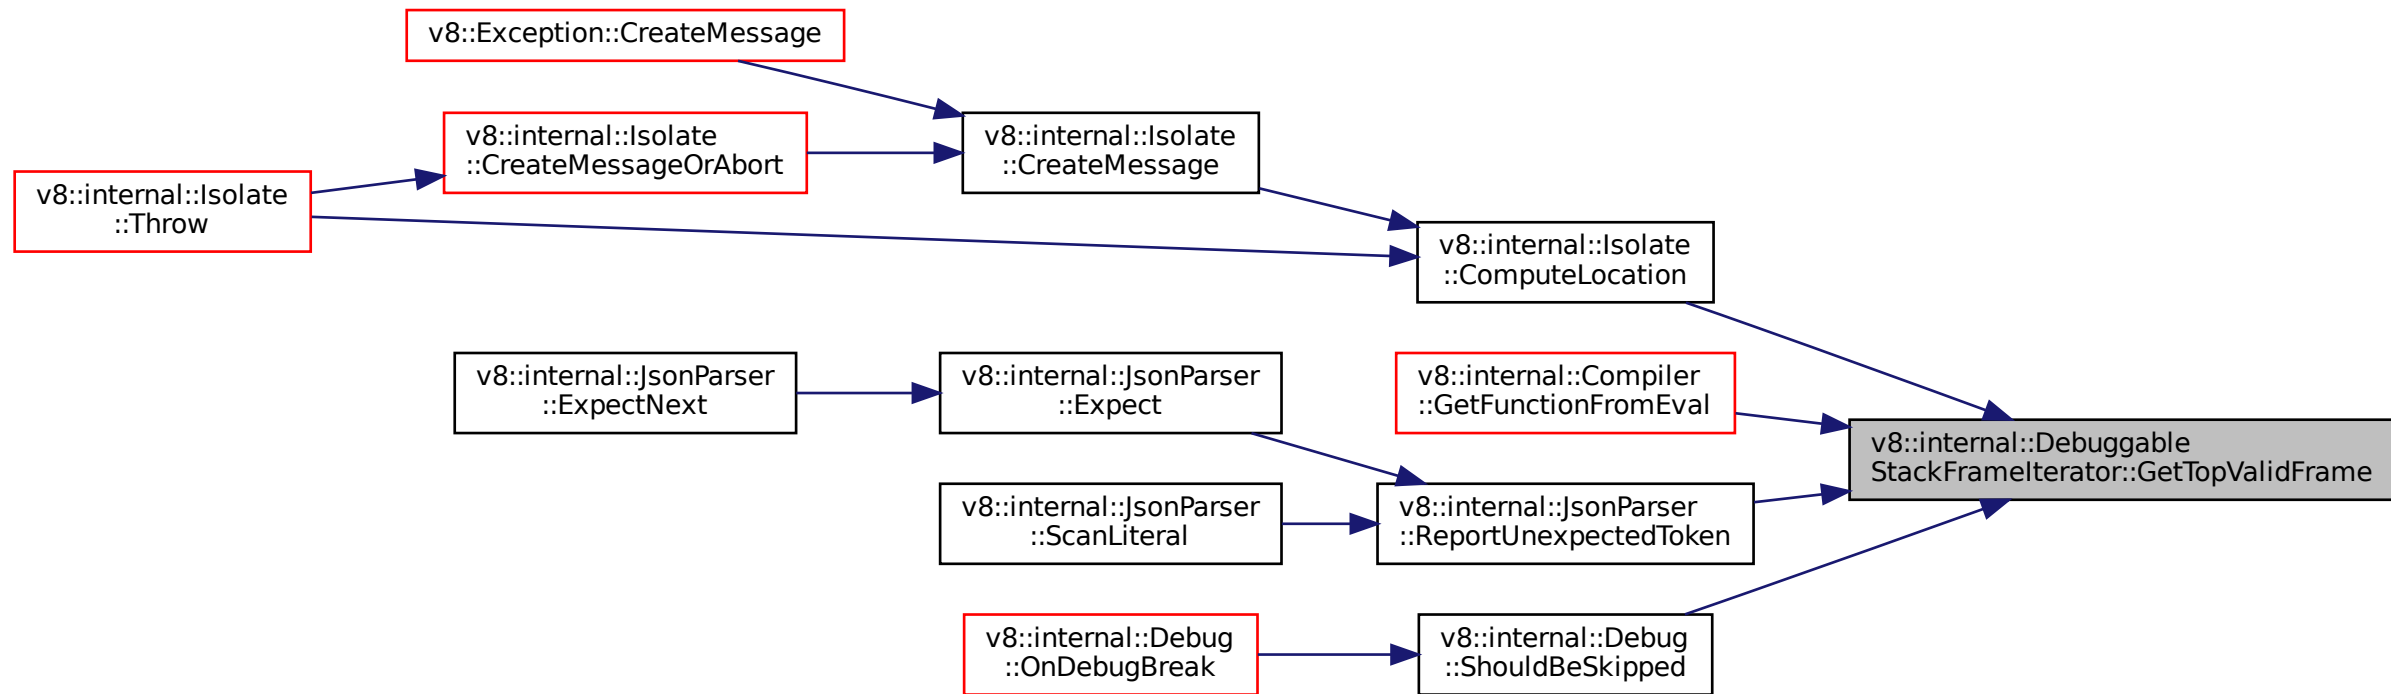 v8::Exception::CreateMessage
v8::internal::Isolate
::CreateMessageOrAbort
v8::internal::Isolate
::CreateMessage
v8::internal::Isolate
::Throw
v8::internal::Isolate
::ComputeLocation
v8::internal::JsonParser
::ExpectNext
v8::internal::JsonParser
::Expect
v8::internal::Compiler
::GetFunctionFromEval
v8::internal::Debuggable
StackFrameIterator::GetTopValidFrame
v8::internal::JsonParser
::ScanLiteral
v8::internal::JsonParser
::ReportUnexpectedToken
v8::internal::Debug
::OnDebugBreak
v8::internal::Debug
::ShouldBeSkipped